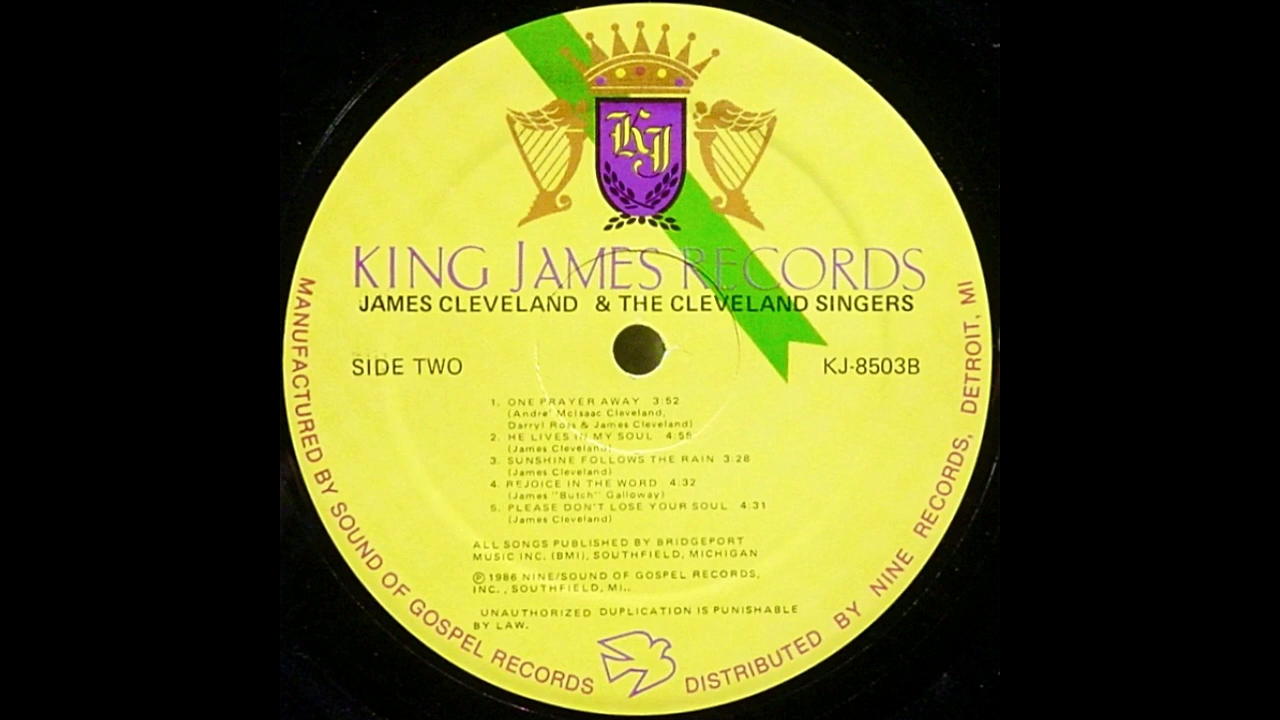 KJ
KING JAMES RECORDS
JAMES CLEVELAND & THE CLEVELAND SINGERS
SIDE TWO
KJ-8503B
1. ONE PRAYER AWAY 3:52
(Andre' McIsaac Cleveland,
Darryl Ross & James Cleveland)
2. HE LIVES IN MY SOUL 4:58
(James Cleveland)
3. SUNSHINE FOLLOWS THE RAIN 3:28
(James Cleveland)
4. REJOICE IN THE WORD 4:32
(James "Butch" Galloway)
5. PLEASE DON'T LOSE YOUR SOUL 4:31
(James Cleveland)
ALL SONGS PUBLISHED BY BRIDGEPORT
MUSIC INC. (BMI), SOUTHFIELD, MICHIGAN
Ⓟ 1986 NINE/SOUND OF GOSPEL RECORDS,
INC., SOUTHFIELD, MI..
UNAUTHORIZED DUPLICATION IS PUNISHABLE
BY LAW.
MANUFACTURED BY SOUND OF GOSPEL RECORDS
DISTRIBUTED BY NINE RECORDS, DETROIT, MI